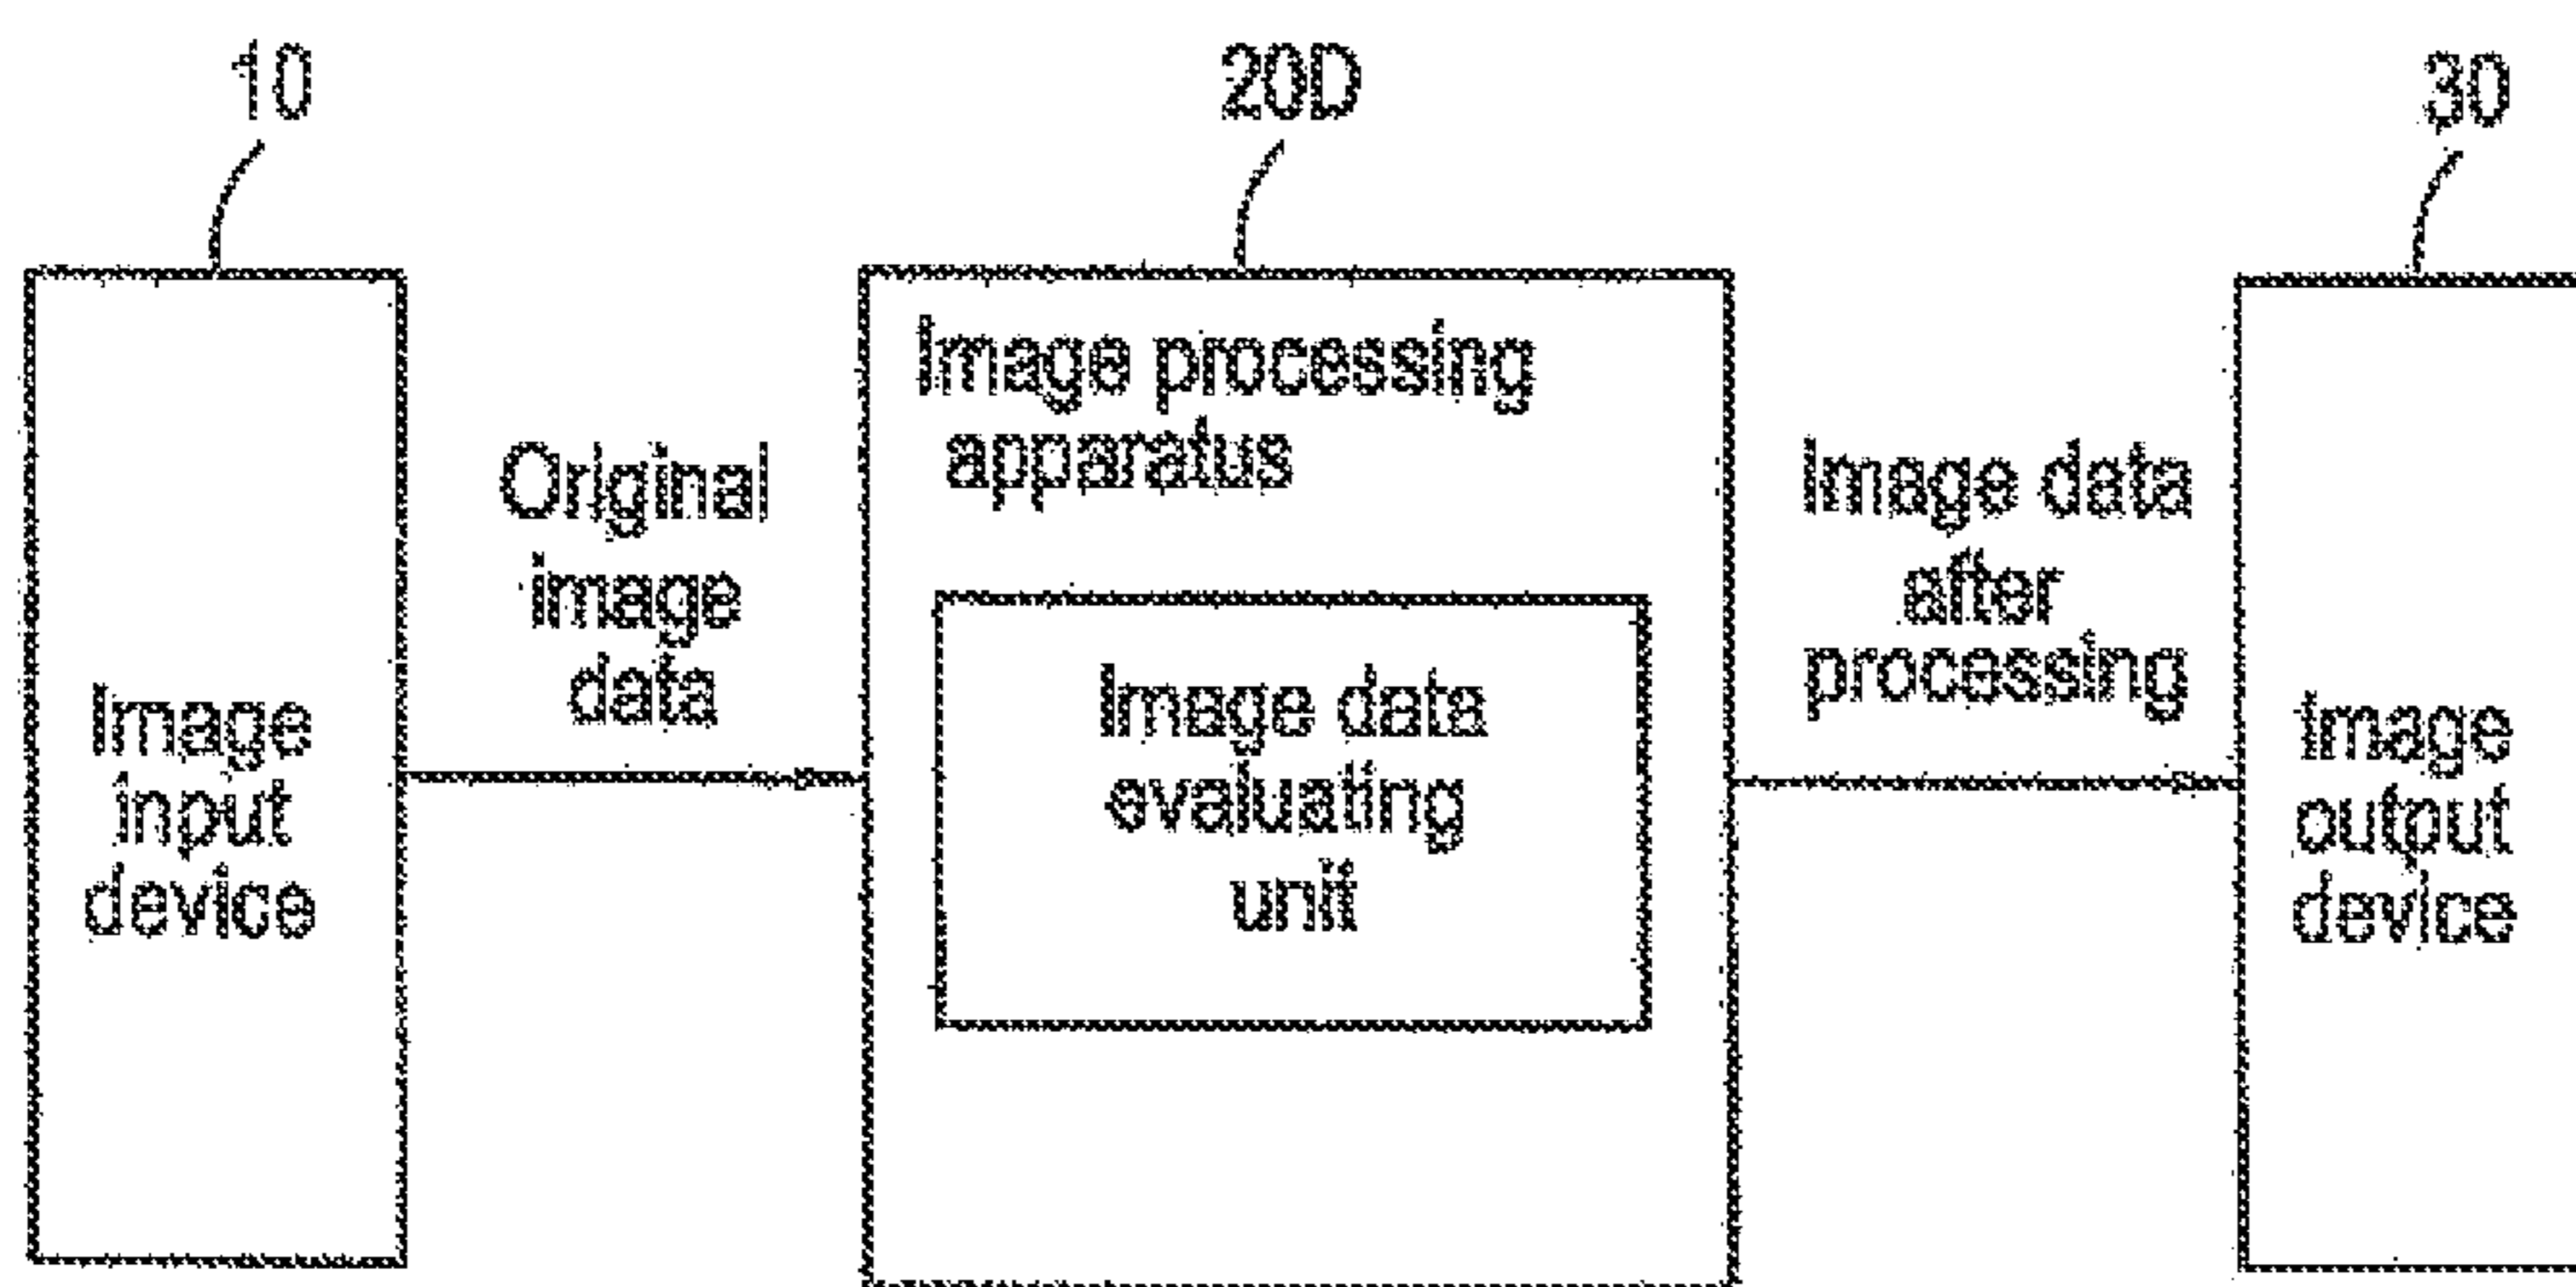 10
20D
30
Image
input
device
Original
image
data
Image processing
apparatus
Image data
evaluating
unit
Image data
after
processing
Image
output
device